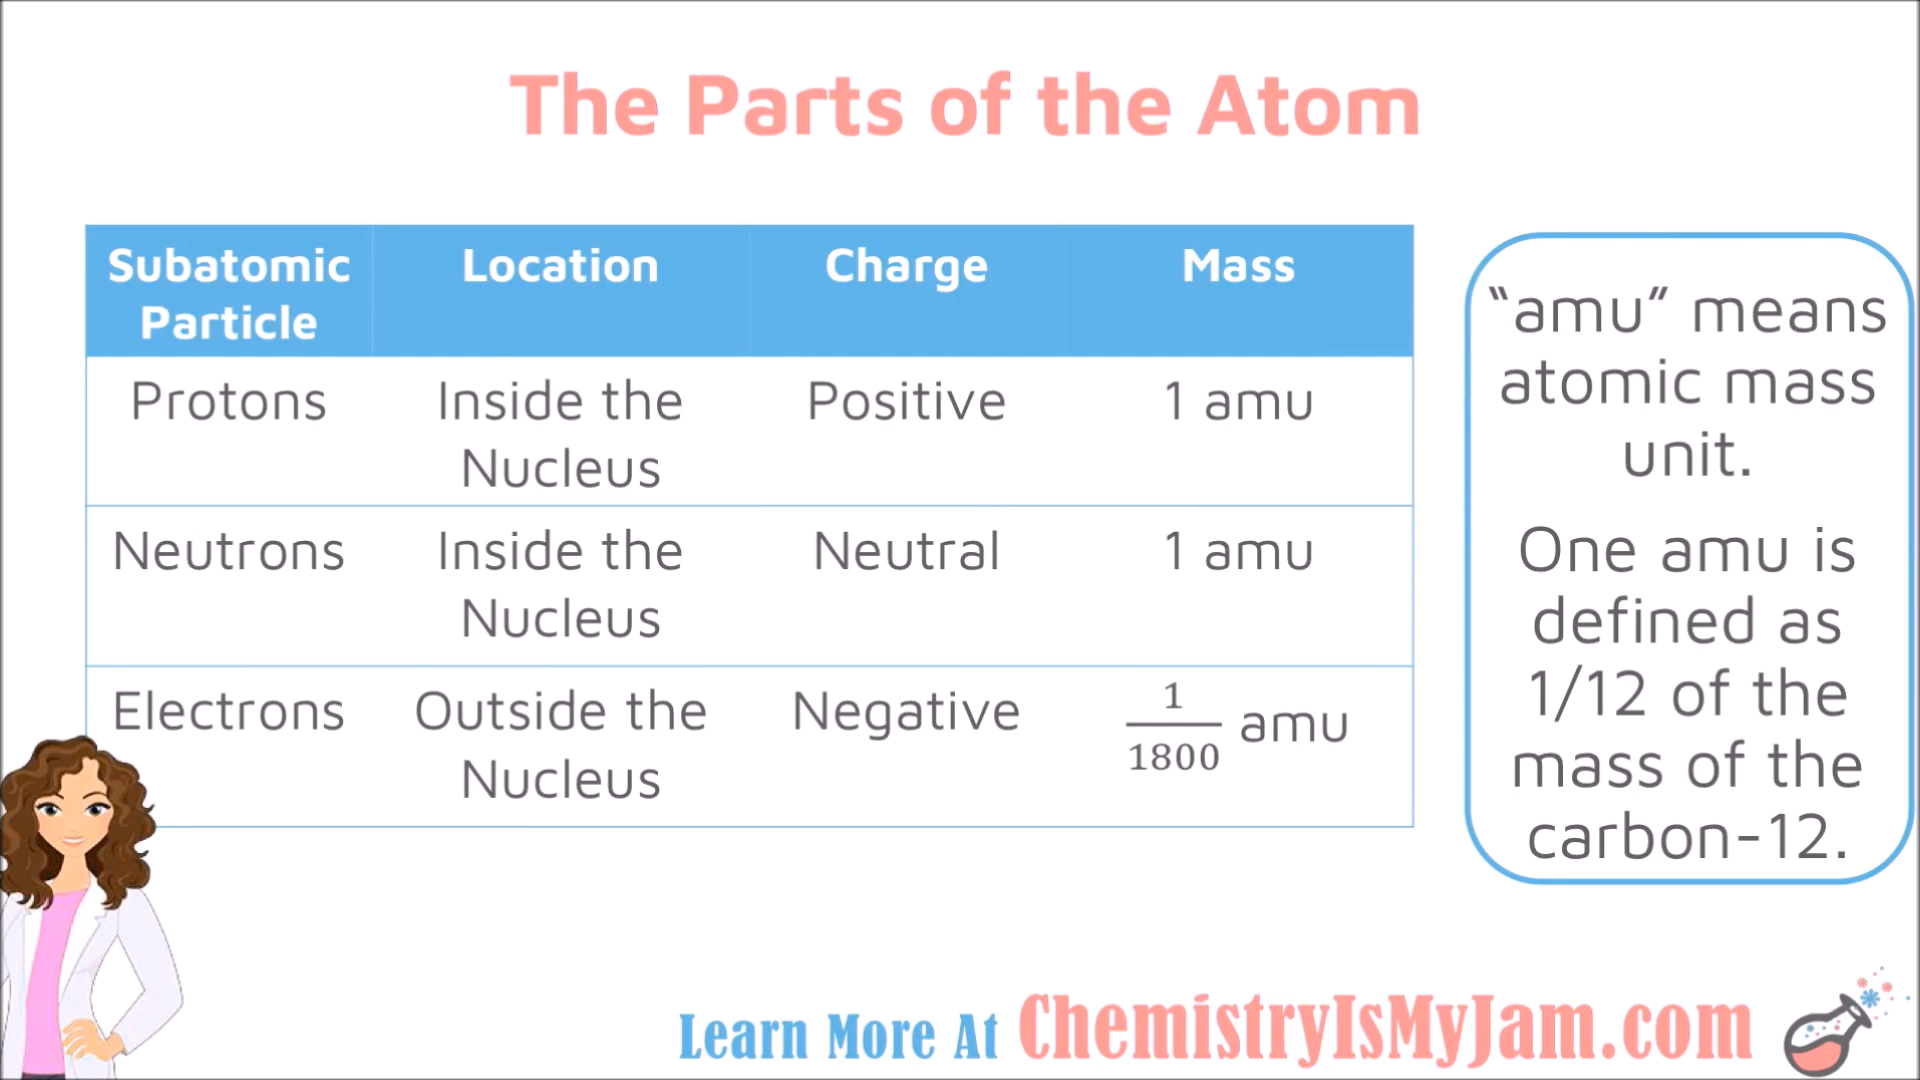 The Parts of the Atom
Subatomic Particle Location Charge Mass
Protons Inside the Nucleus Positive 1 amu
Neutrons Inside the Nucleus Neutral 1 amu
Electrons Outside the Nucleus Negative 1/1800 amu
“amu” means
atomic mass
unit.
One amu is
defined as
1/12 of the
mass of the
carbon-12.
Learn More At ChemistryIsMyJam.com